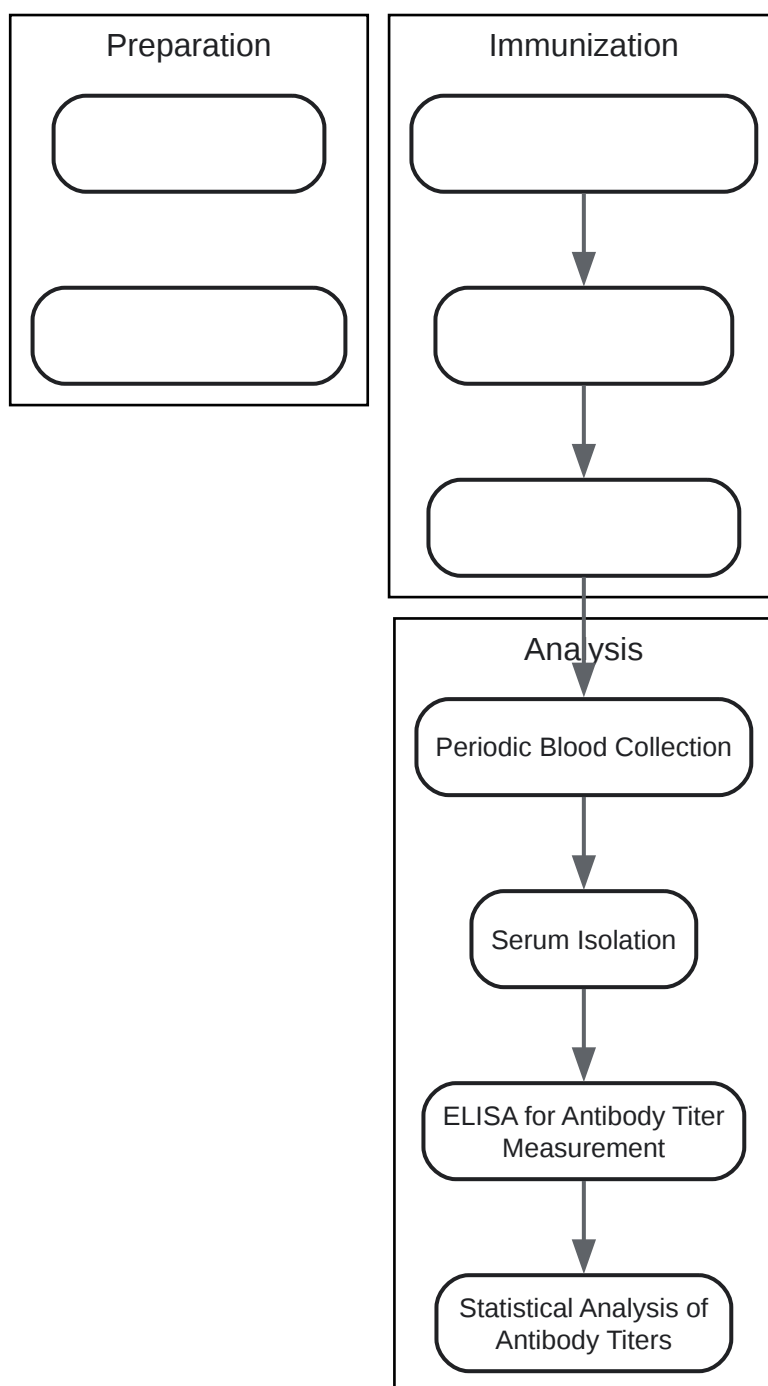 Preparation
Immunization
Analysis
Periodic Blood Collection
Serum Isolation
ELISA for Antibody Titer
Measurement
Statistical Analysis of
Antibody Titers